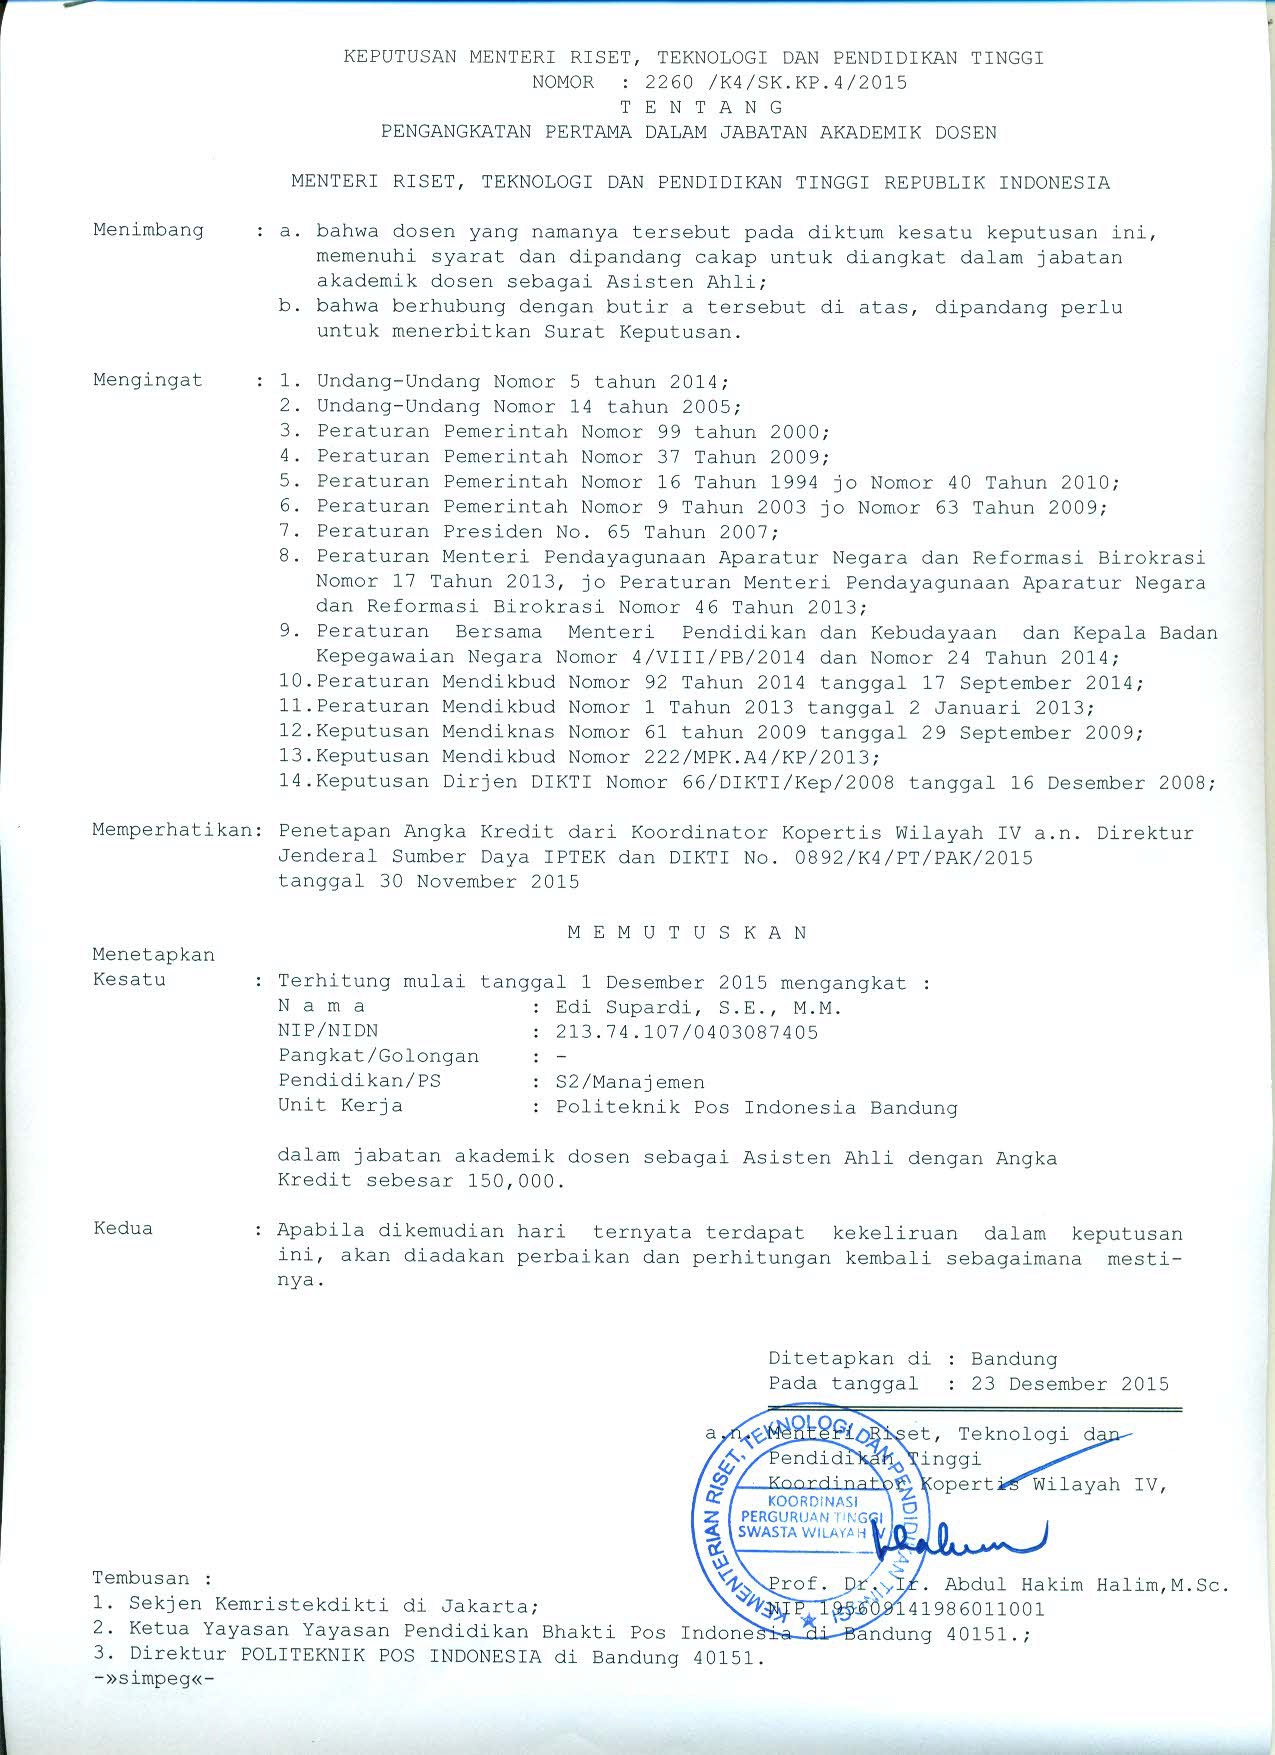 KEPUTUSAN MENTERI RISET, TEKNOLOGI DAN PENDIDIKAN TINGGI
NOMOR : 2260 /K4/SK.KP.4/2015
T E N T A N G
PENGANGKATAN PERTAMA DALAM JABATAN AKADEMIK DOSEN
MENTERI RISET, TEKNOLOGI DAN PENDIDIKAN TINGGI REPUBLIK INDONESIA
Menimbang : a. bahwa dosen yang namanya tersebut pada diktum kesatu keputusan ini,
memenuhi syarat dan dipandang cakap untuk diangkat dalam jabatan
akademik dosen sebagai Asisten Ahli;
b. bahwa berhubung dengan butir a tersebut di atas, dipandang perlu
untuk menerbitkan Surat Keputusan.
Mengingat : 1. Undang-Undang Nomor 5 tahun 2014;
2. Undang-Undang Nomor 14 tahun 2005;
3. Peraturan Pemerintah Nomor 99 tahun 2000;
4. Peraturan Pemerintah Nomor 37 Tahun 2009;
5. Peraturan Pemerintah Nomor 16 Tahun 1994 jo Nomor 40 Tahun 2010;
6. Peraturan Pemerintah Nomor 9 Tahun 2003 jo Nomor 63 Tahun 2009;
7. Peraturan Presiden No. 65 Tahun 2007;
8. Peraturan Menteri Pendayagunaan Aparatur Negara dan Reformasi Birokrasi
Nomor 17 Tahun 2013, jo Peraturan Menteri Pendayagunaan Aparatur Negara
dan Reformasi Birokrasi Nomor 46 Tahun 2013;
9. Peraturan Bersama Menteri Pendidikan dan Kebudayaan dan Kepala Badan
Kepegawaian Negara Nomor 4/VIII/PB/2014 dan Nomor 24 Tahun 2014;
10.Peraturan Mendikbud Nomor 92 Tahun 2014 tanggal 17 September 2014;
11.Peraturan Mendikbud Nomor 1 Tahun 2013 tanggal 2 Januari 2013;
12.Keputusan Mendiknas Nomor 61 tahun 2009 tanggal 29 September 2009;
13.Keputusan Mendikbud Nomor 222/MPK.A4/KP/2013;
14.Keputusan Dirjen DIKTI Nomor 66/DIKTI/Kep/2008 tanggal 16 Desember 2008;
Memperhatikan: Penetapan Angka Kredit dari Koordinator Kopertis Wilayah IV a.n. Direktur
Jenderal Sumber Daya IPTEK dan DIKTI No. 0892/K4/PT/PAK/2015
tanggal 30 November 2015
M E M U T U S K A N
Menetapkan
Kesatu : Terhitung mulai tanggal 1 Desember 2015 mengangkat :
N a m a : Edi Supardi, S.E., M.M.
NIP/NIDN : 213.74.107/0403087405
Pangkat/Golongan : -
Pendidikan/PS : S2/Manajemen
Unit Kerja : Politeknik Pos Indonesia Bandung
dalam jabatan akademik dosen sebagai Asisten Ahli dengan Angka
Kredit sebesar 150,000.
Kedua : Apabila dikemudian hari ternyata terdapat kekeliruan dalam keputusan
ini, akan diadakan perbaikan dan perhitungan kembali sebagaimana mesti-
nya.
Ditetapkan di : Bandung
Pada tanggal : 23 Desember 2015
a.n. Menteri Riset, Teknologi dan
Pendidikan Tinggi
Koordinator Kopertis Wilayah IV,
KEMENTERIAN RISET, TEKNOLOGI DAN PENDIDIKAN TINGGI
KOORDINASI
PERGURUAN TINGGI
SWASTA WILAYAH IV
Prof. Dr. Ir. Abdul Hakim Halim,M.Sc.
NIP 195609141986011001
Tembusan :
1. Sekjen Kemristekdikti di Jakarta;
2. Ketua Yayasan Yayasan Pendidikan Bhakti Pos Indonesia di Bandung 40151.;
3. Direktur POLITEKNIK POS INDONESIA di Bandung 40151.
-»simpeg«-